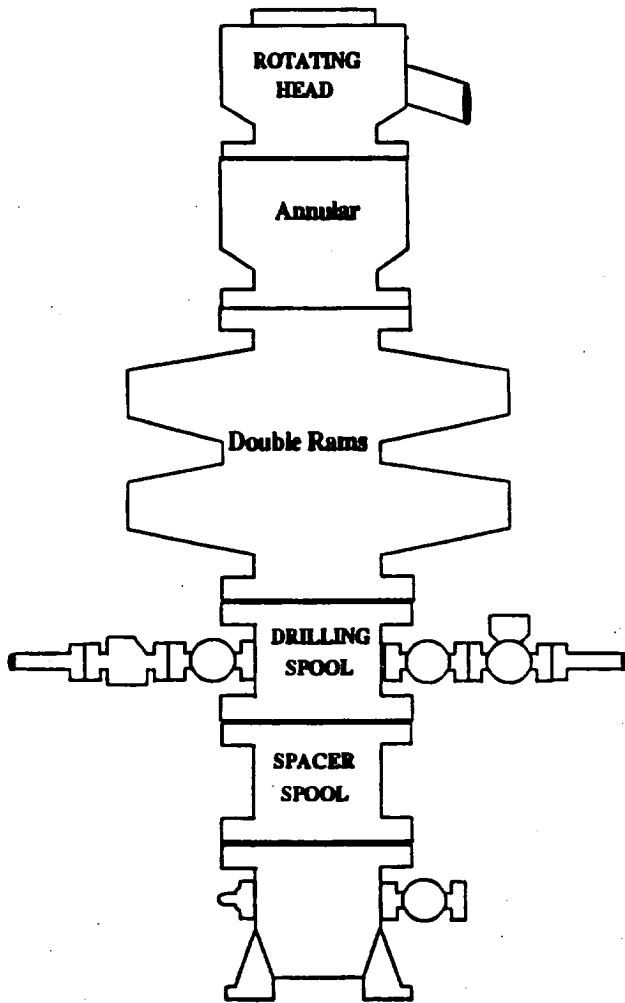 ROTATING
HEAD
Annular
Double Rams
DRILLING
SPOOL
SPACER
SPOOL